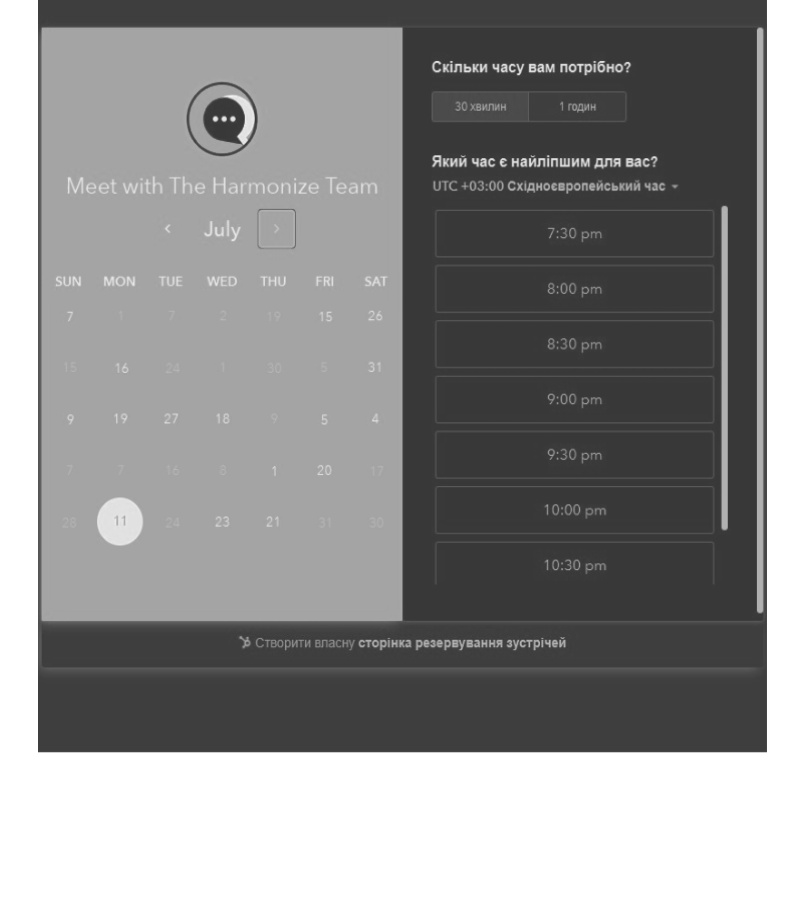 Meet with The Harmonize Team
‹ July ›
SUN MON TUE WED THU FRI SAT
7 1 7 2 19 15 26
15 16 24 1 30 5 31
9 19 27 18 9 5 4
7 7 16 8 1 20 17
28 11 24 23 21 31 30
Скільки часу вам потрібно?
30 хвилин 1 годин
Який час є найліпшим для вас?
UTC +03:00 Східноєвропейський час
7:30 pm
8:00 pm
8:30 pm
9:00 pm
9:30 pm
10:00 pm
10:30 pm
Створити власну сторінка резервування зустрічей